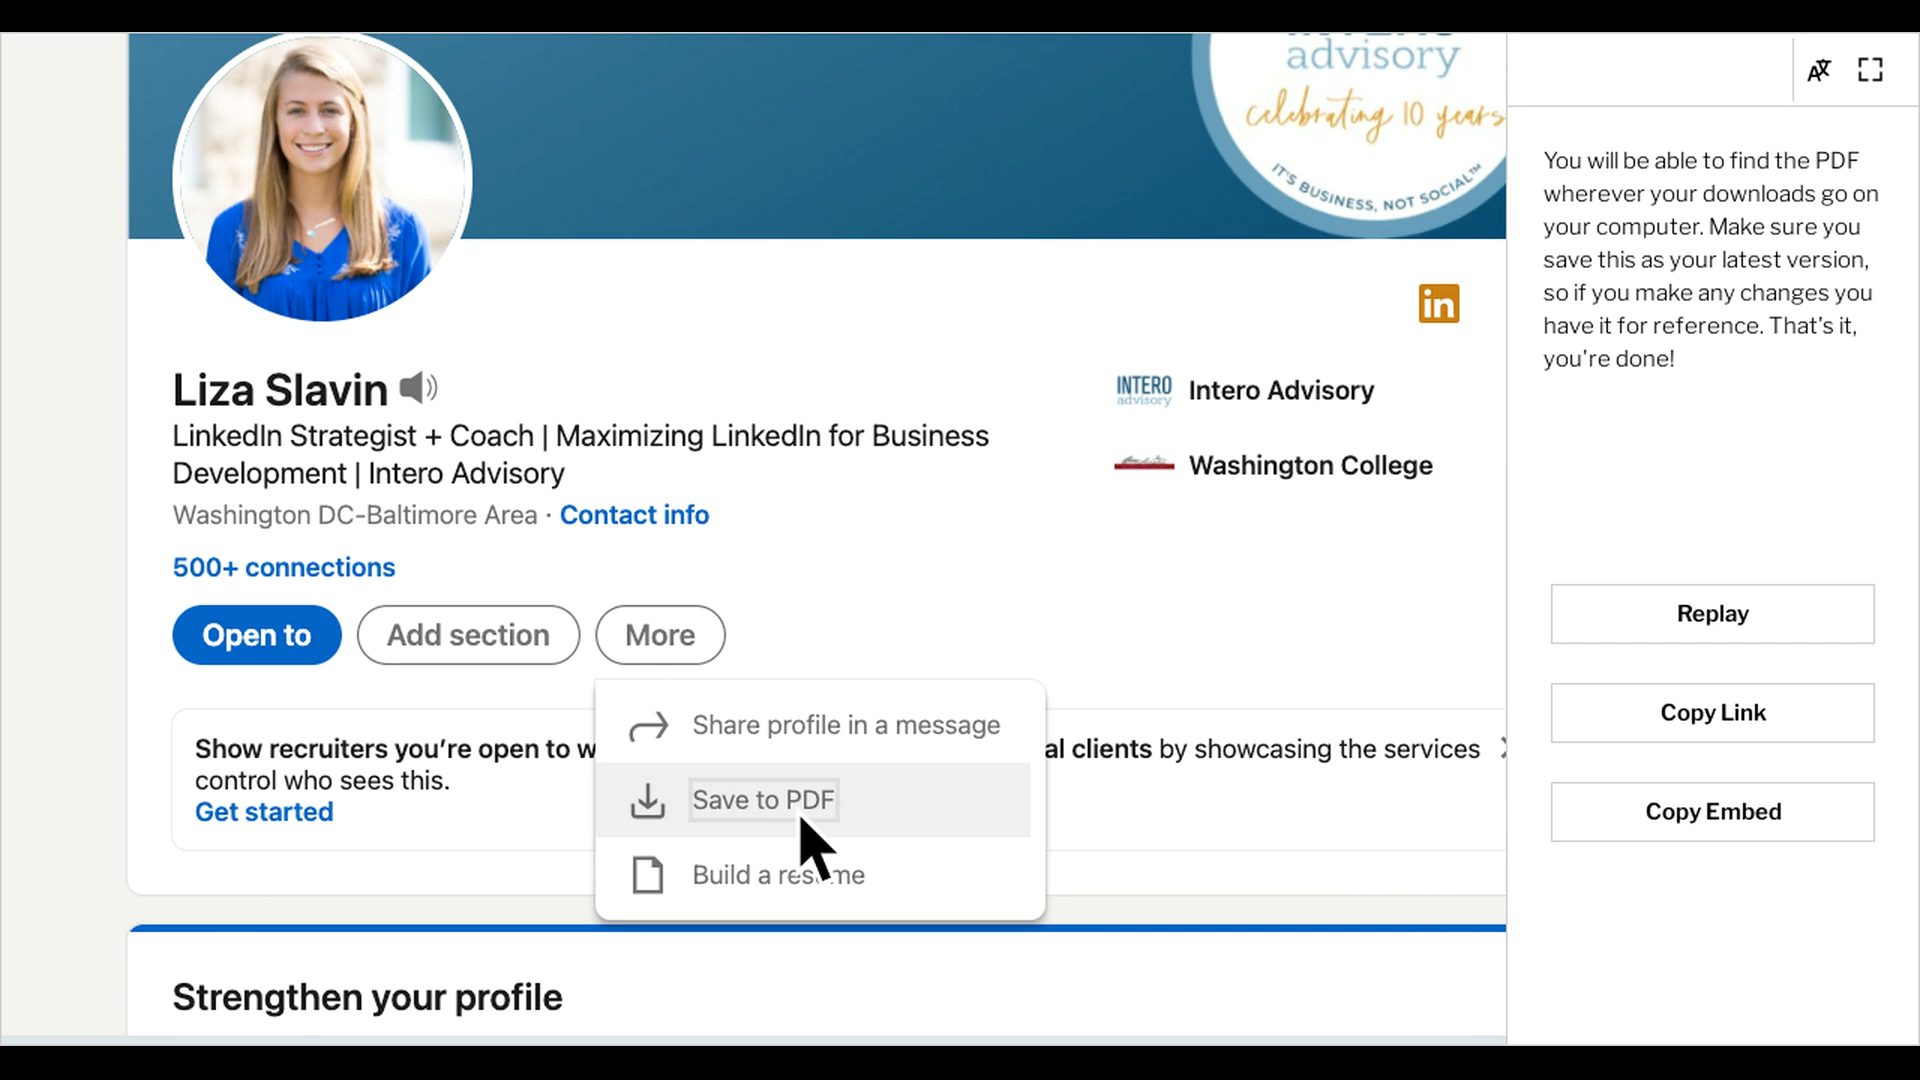 advisory
celebrating 10 years
IT'S BUSINESS, NOT SOCIAL™
in
Liza Slavin
LinkedIn Strategist + Coach | Maximizing LinkedIn for Business
Development | Intero Advisory
Washington DC-Baltimore Area · Contact info
500+ connections
Open to
Add section
More
INTERO
advisory
Intero Advisory
Washington College
Show recruiters you’re open to w
control who sees this.
Get started
al clients by showcasing the services
Share profile in a message
Save to PDF
Build a resume
Strengthen your profile
You will be able to find the PDF
wherever your downloads go on
your computer. Make sure you
save this as your latest version,
so if you make any changes you
have it for reference. That's it,
you're done!
Replay
Copy Link
Copy Embed